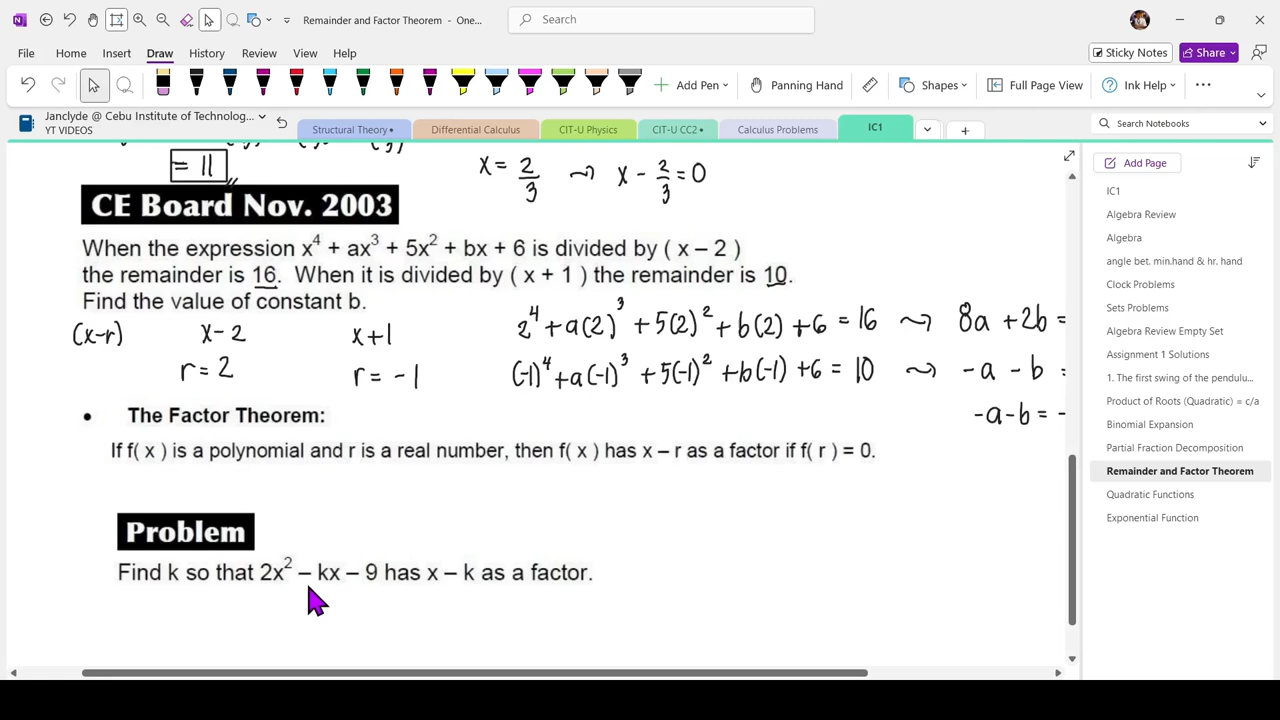 Remainder and Factor Theorem - One...
Search
File Home Insert Draw History Review View Help
Sticky Notes
Share
Add Pen
Panning Hand
Shapes
Full Page View
Ink Help
Janclyde @ Cebu Institute of Technolog...
YT VIDEOS
Structural Theory
Differential Calculus
CIT-U Physics
CIT-U CC2
Calculus Problems
IC1
Search Notebooks
= 11
x = 2/3 ⤳ x - 2/3 = 0
CE Board Nov. 2003
When the expression x⁴ + ax³ + 5x² + bx + 6 is divided by ( x – 2 )
the remainder is 16. When it is divided by ( x + 1 ) the remainder is 10.
Find the value of constant b.
(x-r) x-2 x+1
r = 2 r = -1
2⁴ + a(2)³ + 5(2)² + b(2) + 6 = 16 ⤳ 8a + 2b =
(-1)⁴ + a(-1)³ + 5(-1)² + b(-1) + 6 = 10 ⤳ -a - b =
-a-b = -
• The Factor Theorem:
If f( x ) is a polynomial and r is a real number, then f( x ) has x – r as a factor if f( r ) = 0.
Problem
Find k so that 2x² – kx – 9 has x – k as a factor.
Add Page
IC1
Algebra Review
Algebra
angle bet. min.hand & hr. hand
Clock Problems
Sets Problems
Algebra Review Empty Set
Assignment 1 Solutions
1. The first swing of the pendulu...
Product of Roots (Quadratic) = c/a
Binomial Expansion
Partial Fraction Decomposition
Remainder and Factor Theorem
Quadratic Functions
Exponential Function